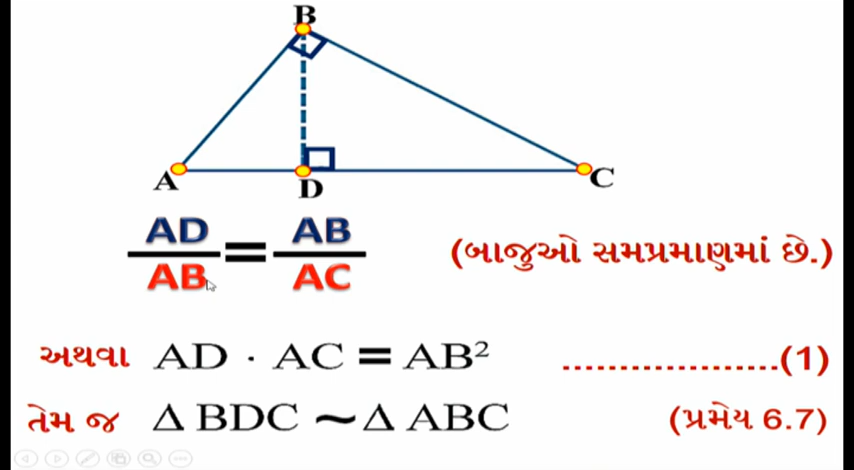 B
A D C
AD/AB = AB/AC (બાજુઓ સમપ્રમાણમાં છે.)
અથવા AD · AC = AB² ...................(1)
તેમ જ Δ BDC ~ Δ ABC (પ્રમેય 6.7)